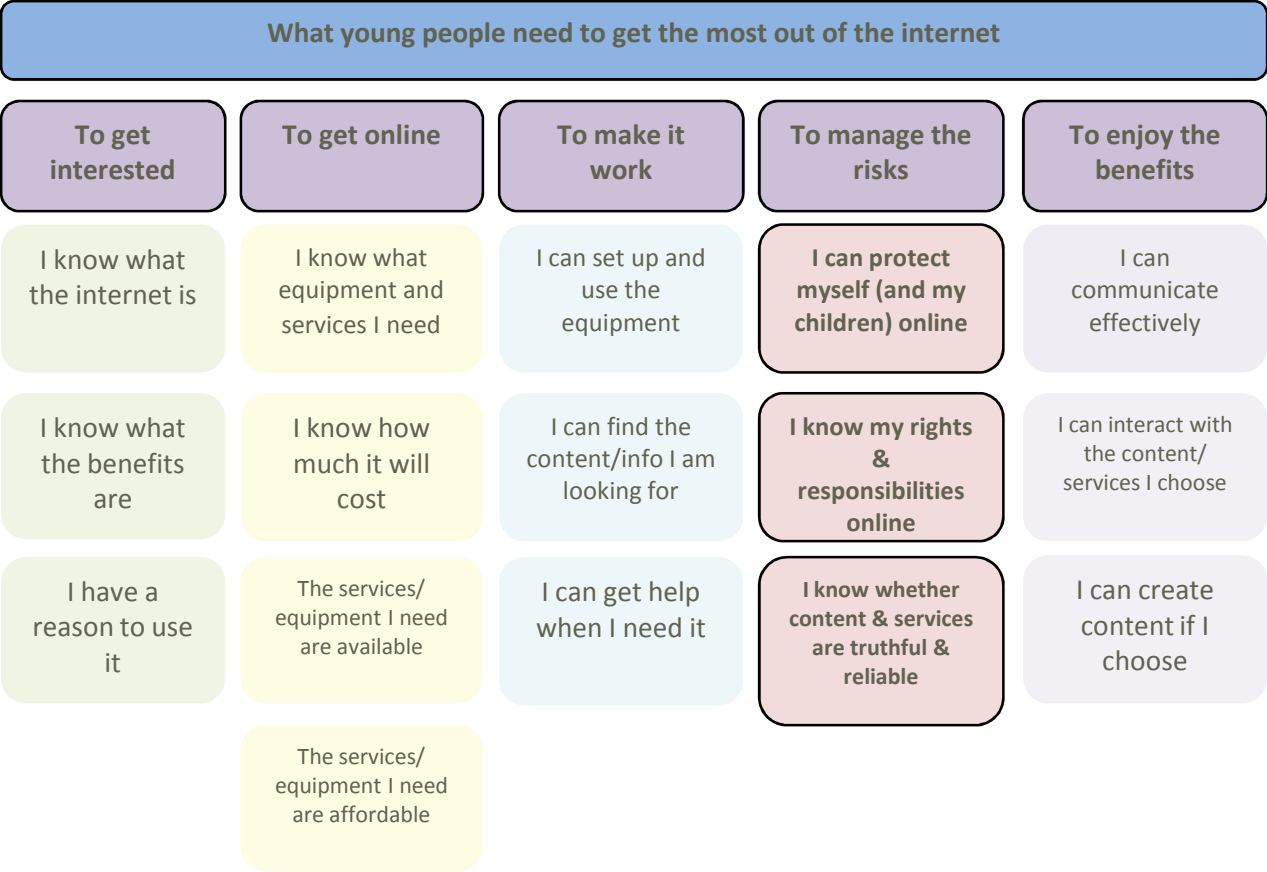 What young people need to get the most out of the internet
To get
interested
To get online
To make it
work
To manage the
risks
To enjoy the
benefits
I know what
the internet is
I know what
equipment and
services I need
I can set up and
use the
equipment
I can protect
myself (and my
children) online
I can
communicate
effectively
I know what
the benefits
are
I know how
much it will
cost
I can find the
content/info I am
looking for
I know my rights
&
responsibilities
online
I can interact with
the content/
services I choose
I have a
reason to use
it
The services/
equipment I need
are available
I can get help
when I need it
I know whether
content & services
are truthful &
reliable
I can create
content if I
choose
The services/
equipment I need
are affordable